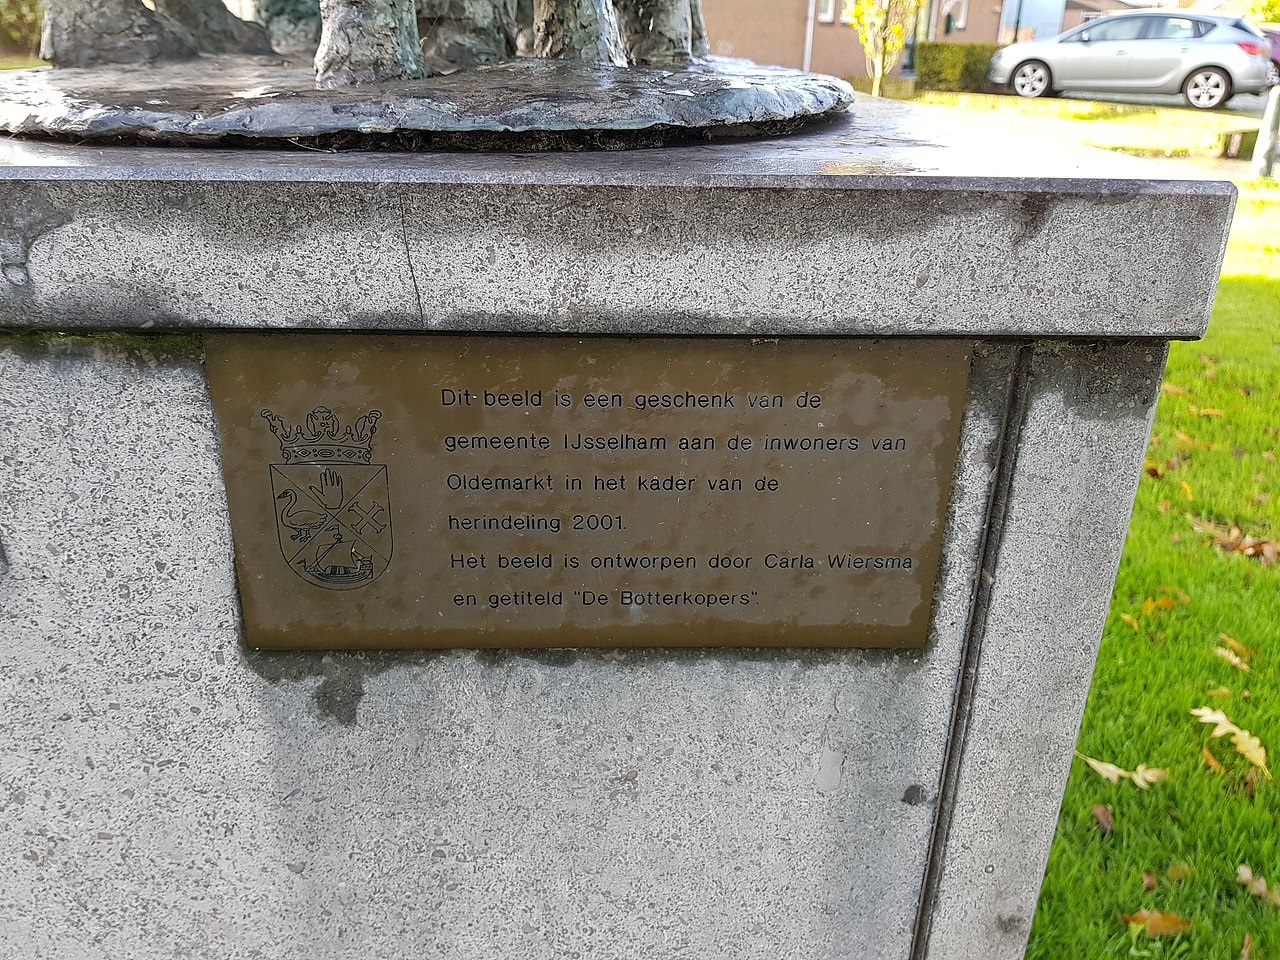 Dit beeld is een geschenk van de
gemeente IJsselham aan de inwoners van
Oldemarkt in het kader van de
herindeling 2001.
Het beeld is ontworpen door Carla Wiersma
en getiteld "De Botterkopers".